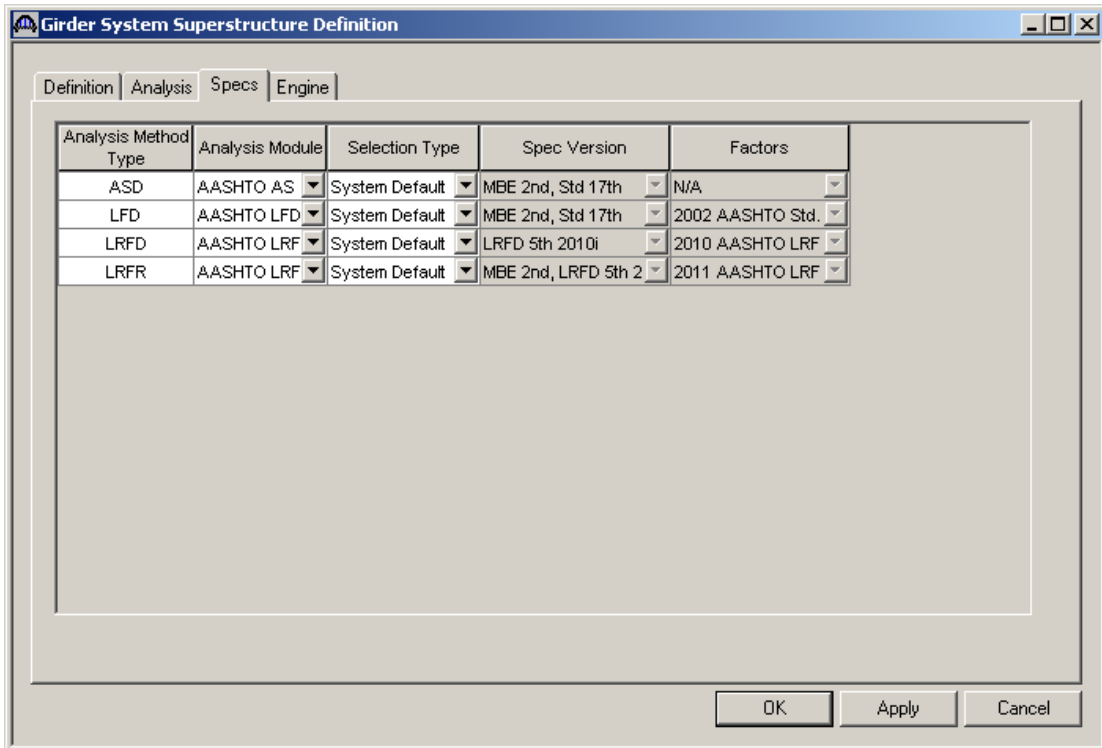 Girder System Superstructure Definition
Definition Analysis Specs Engine
Analysis Method Type Analysis Module Selection Type Spec Version Factors
ASD AASHTO AS System Default MBE 2nd, Std 17th N/A
LFD AASHTO LFD System Default MBE 2nd, Std 17th 2002 AASHTO Std.
LRFD AASHTO LRF System Default LRFD 5th 2010i 2010 AASHTO LRF
LRFR AASHTO LRF System Default MBE 2nd, LRFD 5th 2 2011 AASHTO LRF
OK Apply Cancel